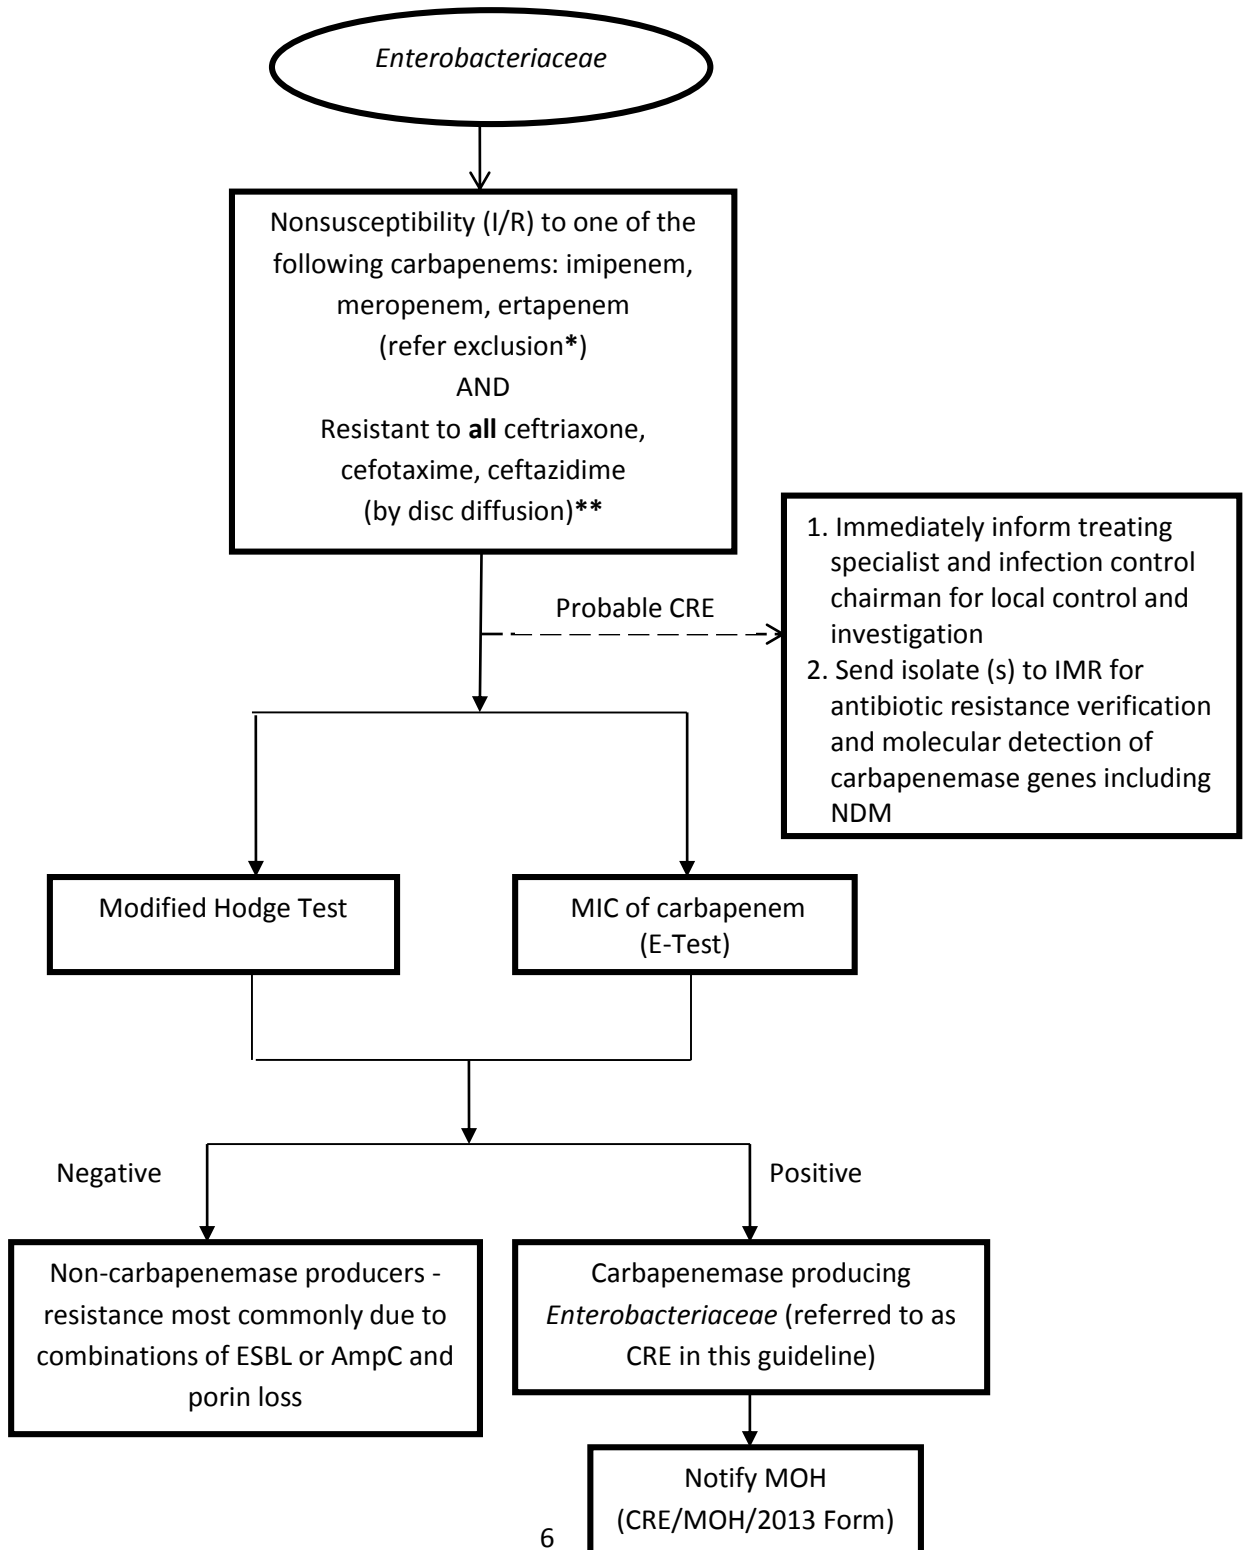 Enterobacteriaceae
Nonsusceptibility (I/R) to one of the
following carbapenems: imipenem,
meropenem, ertapenem
(refer exclusion*)
AND
Resistant to all ceftriaxone,
cefotaxime, ceftazidime
(by disc diffusion)**
Probable CRE
1. Immediately inform treating
specialist and infection control
chairman for local control and
investigation
2. Send isolate (s) to IMR for
antibiotic resistance verification
and molecular detection of
carbapenemase genes including
NDM
Modified Hodge Test
MIC of carbapenem
(E-Test)
Negative
Positive
Non-carbapenemase producers -
resistance most commonly due to
combinations of ESBL or AmpC and
porin loss
Carbapenemase producing
Enterobacteriaceae (referred to as
CRE in this guideline)
Notify MOH
(CRE/MOH/2013 Form)
6